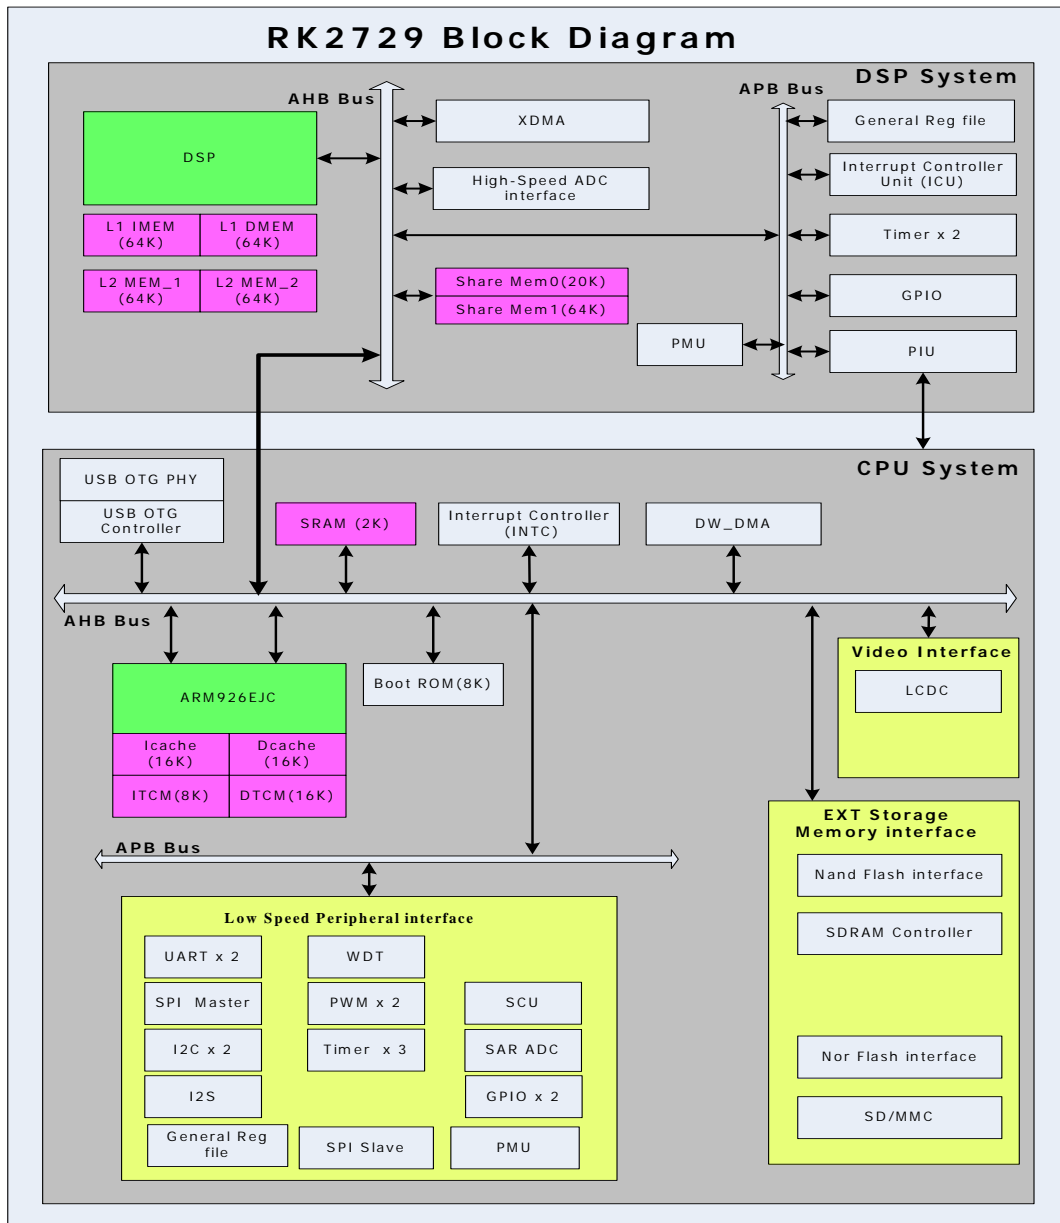 RK2729 Block Diagram
DSP System
AHB Bus
APB Bus
DSP
XDMA
General Reg file
High-Speed ADC
interface
Interrupt Controller
Unit (ICU)
L1 IMEM
(64K)
L1 DMEM
(64K)
Timer x 2
L2 MEM_1
(64K)
L2 MEM_2
(64K)
Share Mem0(20K)
Share Mem1(64K)
GPIO
PMU
PIU
CPU System
USB OTG PHY
USB OTG
Controller
SRAM (2K)
Interrupt Controller
(INTC)
DW_DMA
AHB Bus
ARM926EJC
Icache
(16K)
Dcache
(16K)
ITCM(8K)
DTCM(16K)
Boot ROM(8K)
Video Interface
LCDC
EXT Storage
Memory interface
Nand Flash interface
SDRAM Controller
Nor Flash interface
SD/MMC
APB Bus
Low Speed Peripheral interface
UART x 2
WDT
SPI Master
PWM x 2
SCU
I2C x 2
Timer x 3
SAR ADC
I2S
GPIO x 2
General Reg
file
SPI Slave
PMU